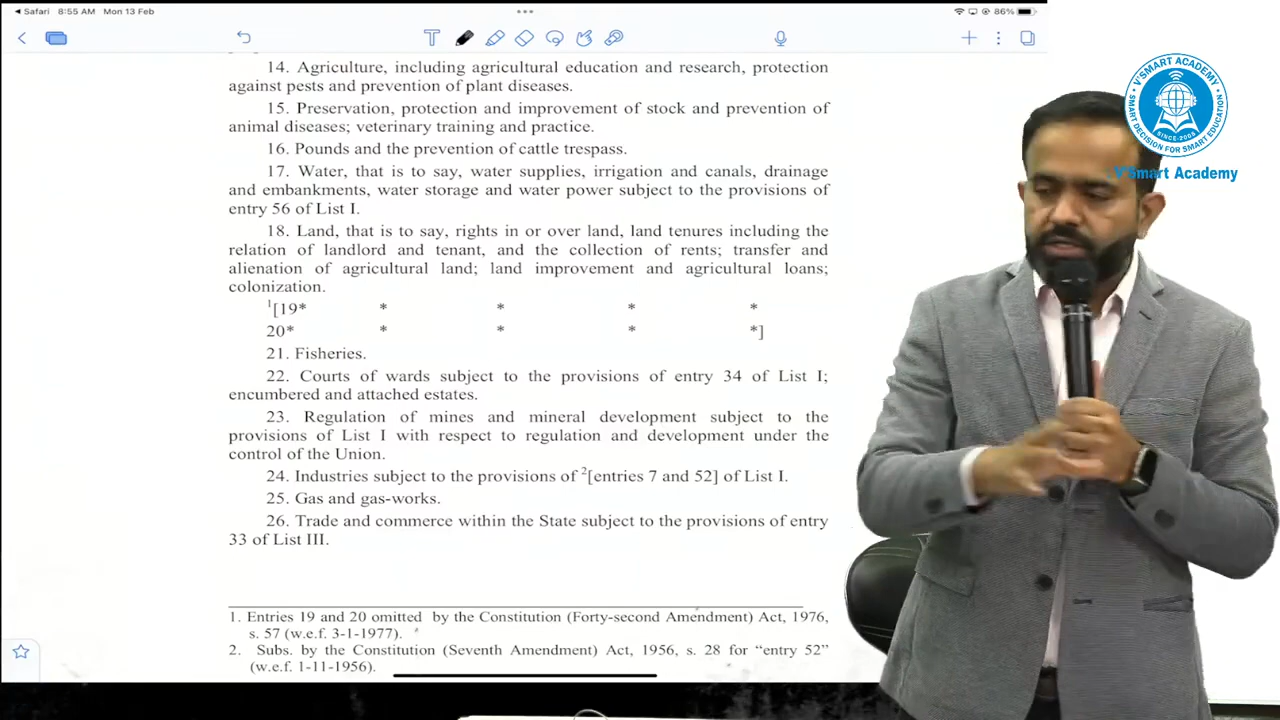 Safari 8:55 AM Mon 13 Feb
86%
14. Agriculture, including agricultural education and research, protection
against pests and prevention of plant diseases.
15. Preservation, protection and improvement of stock and prevention of
animal diseases; veterinary training and practice.
16. Pounds and the prevention of cattle trespass.
17. Water, that is to say, water supplies, irrigation and canals, drainage
and embankments, water storage and water power subject to the provisions of
entry 56 of List I.
18. Land, that is to say, rights in or over land, land tenures including the
relation of landlord and tenant, and the collection of rents; transfer and
alienation of agricultural land; land improvement and agricultural loans;
colonization.
1[19* * * * *
20* * * * *]
21. Fisheries.
22. Courts of wards subject to the provisions of entry 34 of List I;
encumbered and attached estates.
23. Regulation of mines and mineral development subject to the
provisions of List I with respect to regulation and development under the
control of the Union.
24. Industries subject to the provisions of 2[entries 7 and 52] of List I.
25. Gas and gas-works.
26. Trade and commerce within the State subject to the provisions of entry
33 of List III.
1. Entries 19 and 20 omitted by the Constitution (Forty-second Amendment) Act, 1976,
s. 57 (w.e.f. 3-1-1977).
2. Subs. by the Constitution (Seventh Amendment) Act, 1956, s. 28 for “entry 52”
(w.e.f. 1-11-1956).
V'SMART ACADEMY
SINCE-2008
SMART DECISION FOR SMART EDUCATION
V'Smart Academy